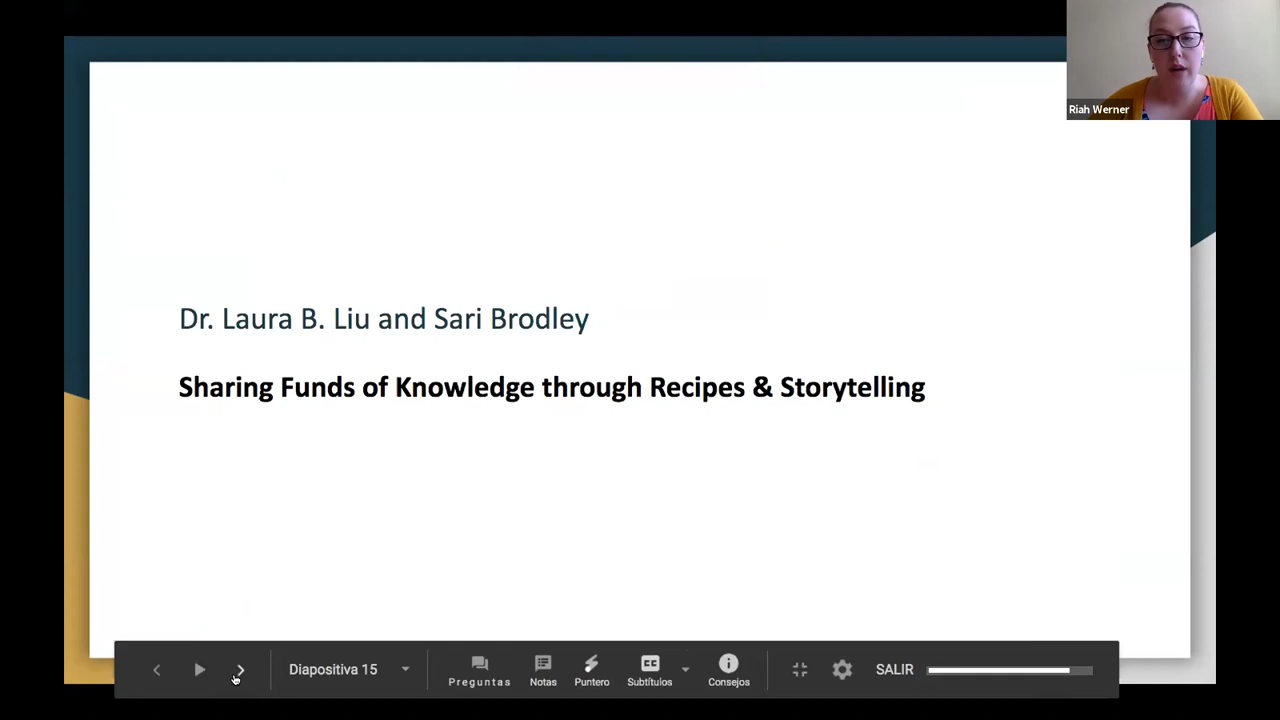 Riah Werner
Dr. Laura B. Liu and Sari Brodley
Sharing Funds of Knowledge through Recipes & Storytelling
Diapositiva 15
Preguntas
Notas
Puntero
CC
Subtítulos
Consejos
SALIR